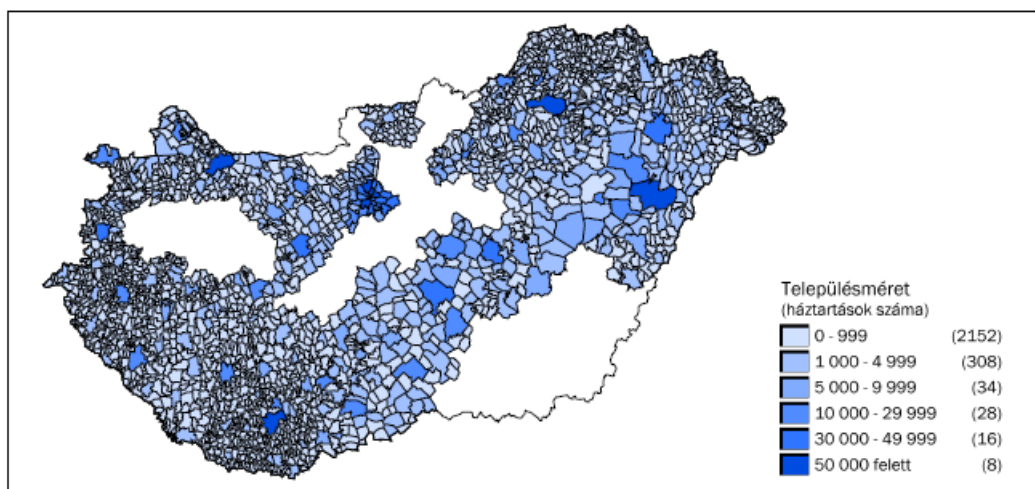 Településméret
(háztartások száma)
0 - 999 (2152)
1 000 - 4 999 (308)
5 000 - 9 999 (34)
10 000 - 29 999 (28)
30 000 - 49 999 (16)
50 000 felett (8)